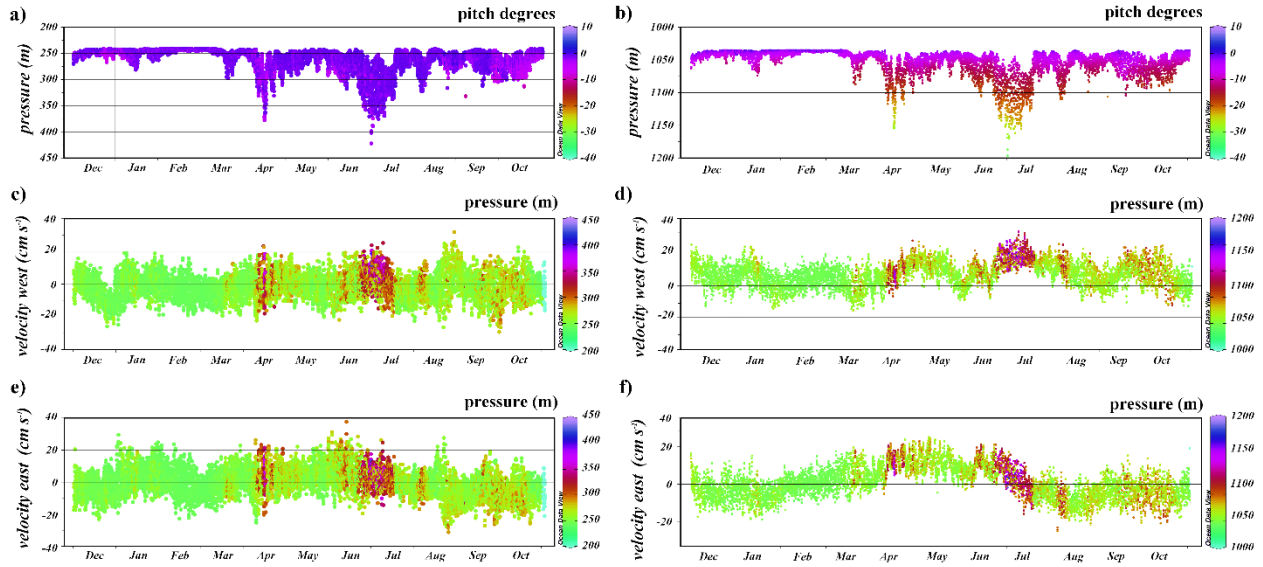 a) pitch degrees
pressure (m)
200
250
300
350
400
450
Dec Jan Feb Mar Apr May Jun Jul Aug Sep Oct
10
0
-10
-20
-30
-40
Ocean Data View
b) pitch degrees
pressure (m)
1000
1050
1100
1150
1200
Dec Jan Feb Mar Apr May Jun Jul Aug Sep Oct
10
0
-10
-20
-30
-40
Ocean Data View
c) pressure (m)
velocity west (cm s⁻¹)
40
20
0
-20
-40
Dec Jan Feb Mar Apr May Jun Jul Aug Sep Oct
450
400
350
300
250
200
Ocean Data View
d) pressure (m)
velocity west (cm s⁻¹)
40
20
0
-20
-40
Dec Jan Feb Mar Apr May Jun Jul Aug Sep Oct
1200
1150
1100
1050
1000
Ocean Data View
e) pressure (m)
velocity east (cm s⁻¹)
40
20
0
-20
-40
Dec Jan Feb Mar Apr May Jun Jul Aug Sep Oct
450
400
350
300
250
200
Ocean Data View
f) pressure (m)
velocity east (cm s⁻¹)
40
20
0
-20
Dec Jan Feb Mar Apr May Jun Jul Aug Sep Oct
1200
1150
1100
1050
1000
Ocean Data View